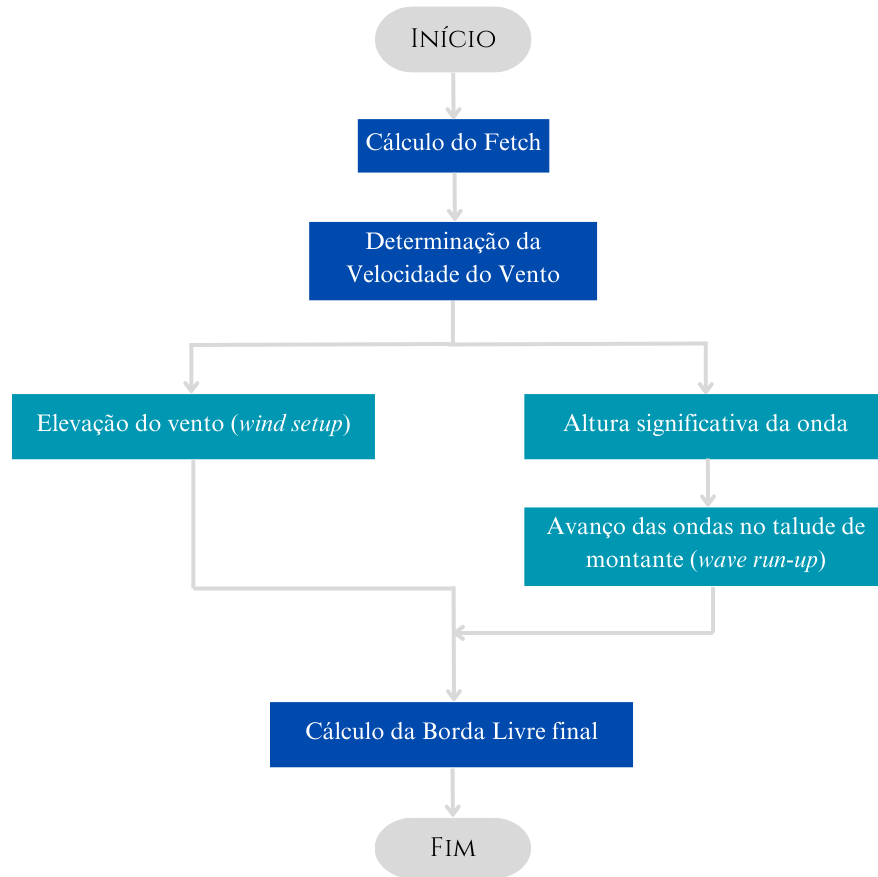 Início
Cálculo do Fetch
Determinação da
Velocidade do Vento
Elevação do vento (wind setup)
Altura significativa da onda
Avanço das ondas no talude de
montante (wave run-up)
Cálculo da Borda Livre final
Fim